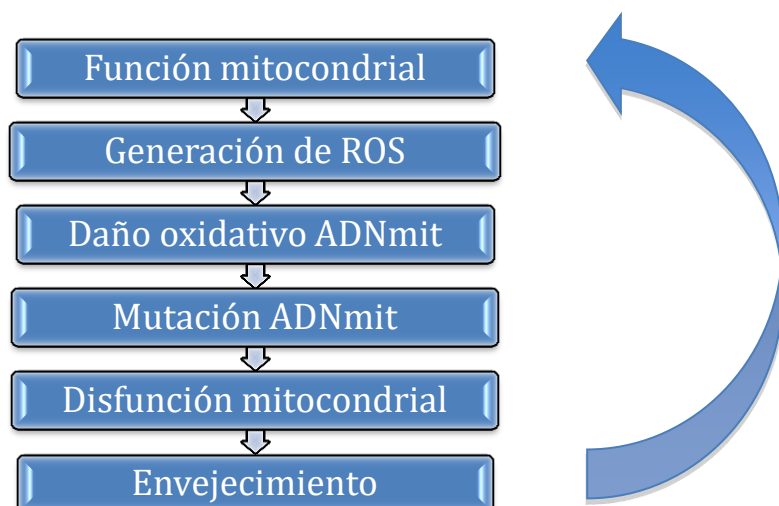 Función mitocondrial
Generación de ROS
Daño oxidativo ADNmit
Mutación ADNmit
Disfunción mitocondrial
Envejecimiento